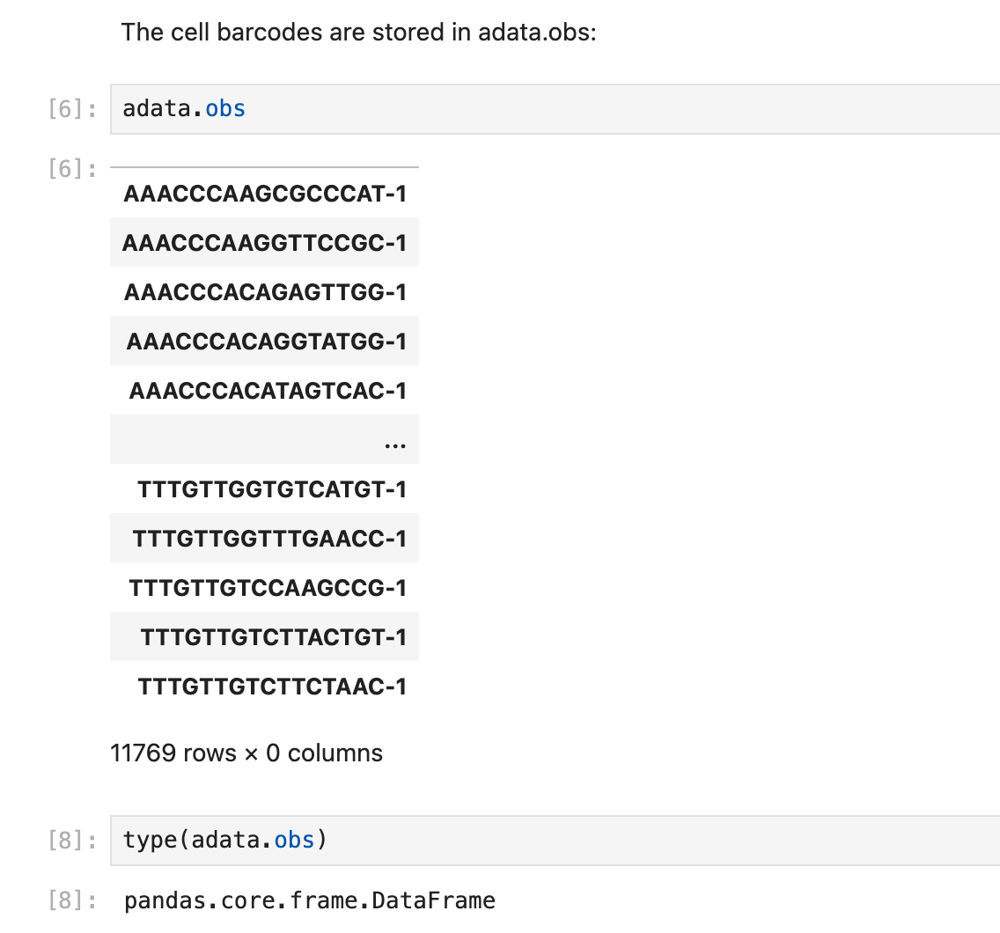 The cell barcodes are stored in adata.obs:
[6]: adata.obs
[6]:
AAACCCAAGCGCCCAT-1
AAACCCAAGGTTCCGC-1
AAACCCACAGAGTTGG-1
AAACCCACAGGTATGG-1
AAACCCACATAGTCAC-1
...
TTTGTTGGTGTCATGT-1
TTTGTTGGTTTGAACC-1
TTTGTTGTCCAAGCCG-1
TTTGTTGTCTTACTGT-1
TTTGTTGTCTTCTAAC-1
11769 rows × 0 columns
[8]: type(adata.obs)
[8]: pandas.core.frame.DataFrame